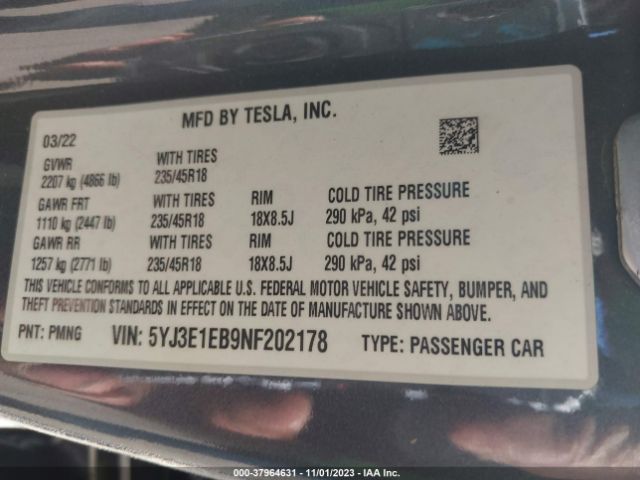 MFD BY TESLA, INC.
03/22
GVWR WITH TIRES
2207 kg (4866 lb) 235/45R18
GAWR FRT WITH TIRES RIM COLD TIRE PRESSURE
1110 kg (2447 lb) 235/45R18 18X8.5J 290 kPa, 42 psi
GAWR RR WITH TIRES RIM COLD TIRE PRESSURE
1257 kg (2771 lb) 235/45R18 18X8.5J 290 kPa, 42 psi
THIS VEHICLE CONFORMS TO ALL APPLICABLE U.S. FEDERAL MOTOR VEHICLE SAFETY, BUMPER, AND
THEFT PREVENTION STANDARDS IN EFFECT ON THE DATE OF MANUFACTURE SHOWN ABOVE.
PNT: PMNG VIN: 5YJ3E1EB9NF202178 TYPE: PASSENGER CAR
000-37964631 - 11/01/2023 - IAA Inc.